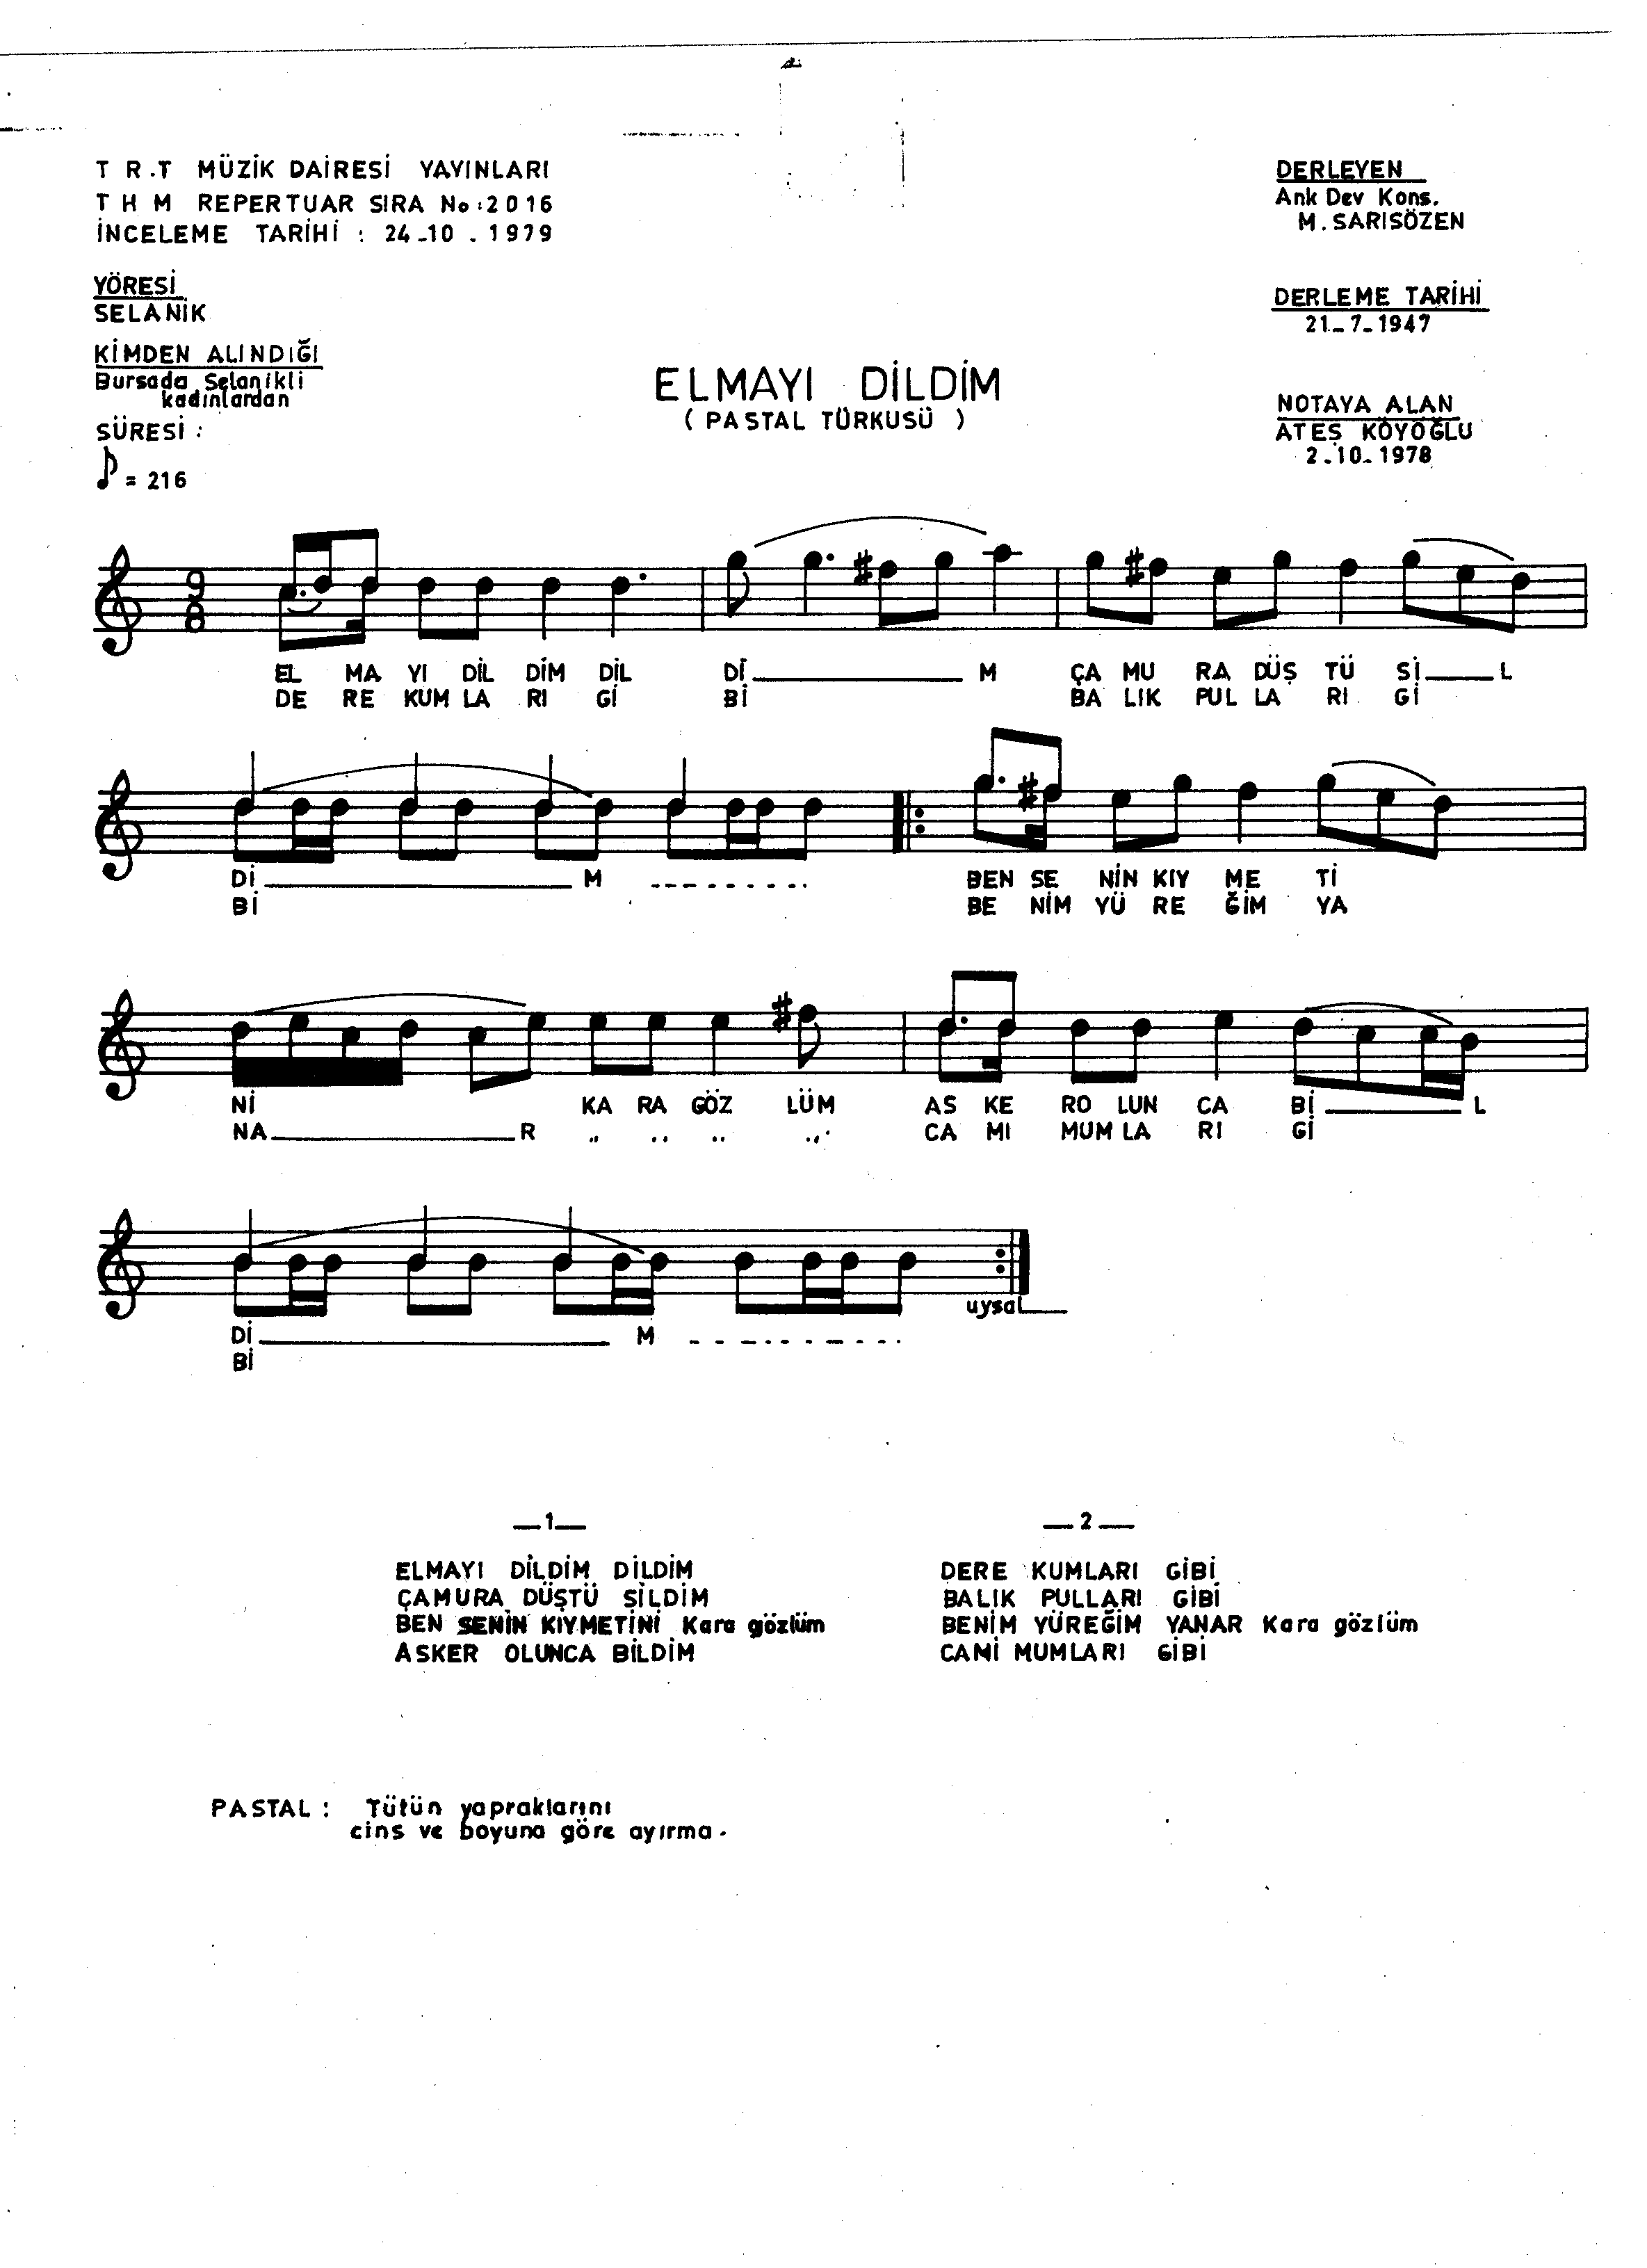 T R.T MÜZİK DAİRESİ YAYINLARI
T H M REPERTUAR SIRA No:2016
İNCELEME TARİHİ : 24-10.1979
YÖRESİ
SELANİK
KİMDEN ALINDIĞI
Bursada Selanikli
kadınlardan
SÜRESİ :
= 216
DERLEYEN
Ank Dev Kons.
M. SARISÖZEN
DERLEME TARİHİ
21-7-1947
NOTAYA ALAN
ATEŞ KÖYOĞLU
2-10-1978
ELMAYI DİLDİM
( PASTAL TÜRKUSÜ )
9
8
EL MA YI DİL DİM DİL Dİ M ÇA MU RA DÜŞ TÜ Sİ L
DE RE KUM LA RI Gİ Bİ BA LIK PUL LA RI Gİ
Dİ M BEN SE NİN KIY ME Tİ
Bİ BE NİM YÜ RE ĞİM YA
Nİ KA RA GÖZ LÜM AS KE RO LUN CA Bİ L
NA R " " " " CA MI MUM LA RI Gİ
uysal
Dİ M
Bİ
—1—
ELMAYI DİLDİM DİLDİM
ÇAMURA DÜŞTÜ SİLDİM
BEN SENİN KIYMETİNİ Kara gözlüm
ASKER OLUNCA BİLDİM
— 2 —
DERE KUMLARI GİBİ
BALIK PULLARI GİBİ
BENİM YÜREĞİM YANAR Kara gözlüm
CAMİ MUMLARI GİBİ
PASTAL : Tütün yapraklarını
cins ve boyuna göre ayırma.